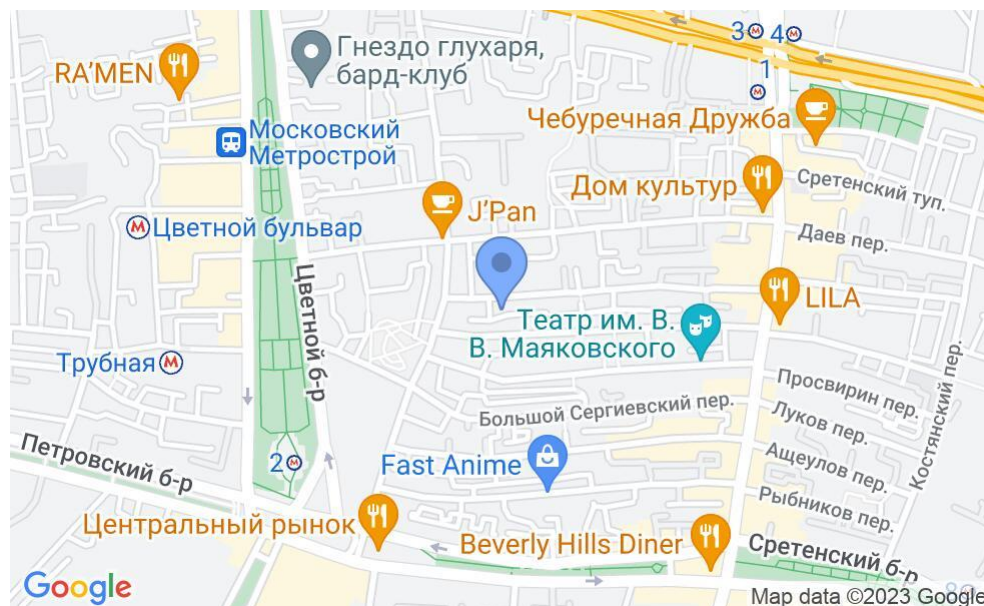 Гнездо глухаря,
бард-клуб
3
4
RA'MEN
1
Чебуречная Дружба
Московский
Метрострой
Сретенский туп.
Дом культур
J'Pan
Цветной бульвар
Даев пер.
LILA
Цветной б-р
Театр им. В.
В. Маяковского
Трубная
Просвирин пер.
Костянский пер.
Большой Сергиевский пер.
Луков пер.
Петровский б-р
2
Fast Anime
Ащеулов пер.
Рыбников пер.
Центральный рынок
Beverly Hills Diner
Сретенский б-р
Google
Map data ©2023 Google